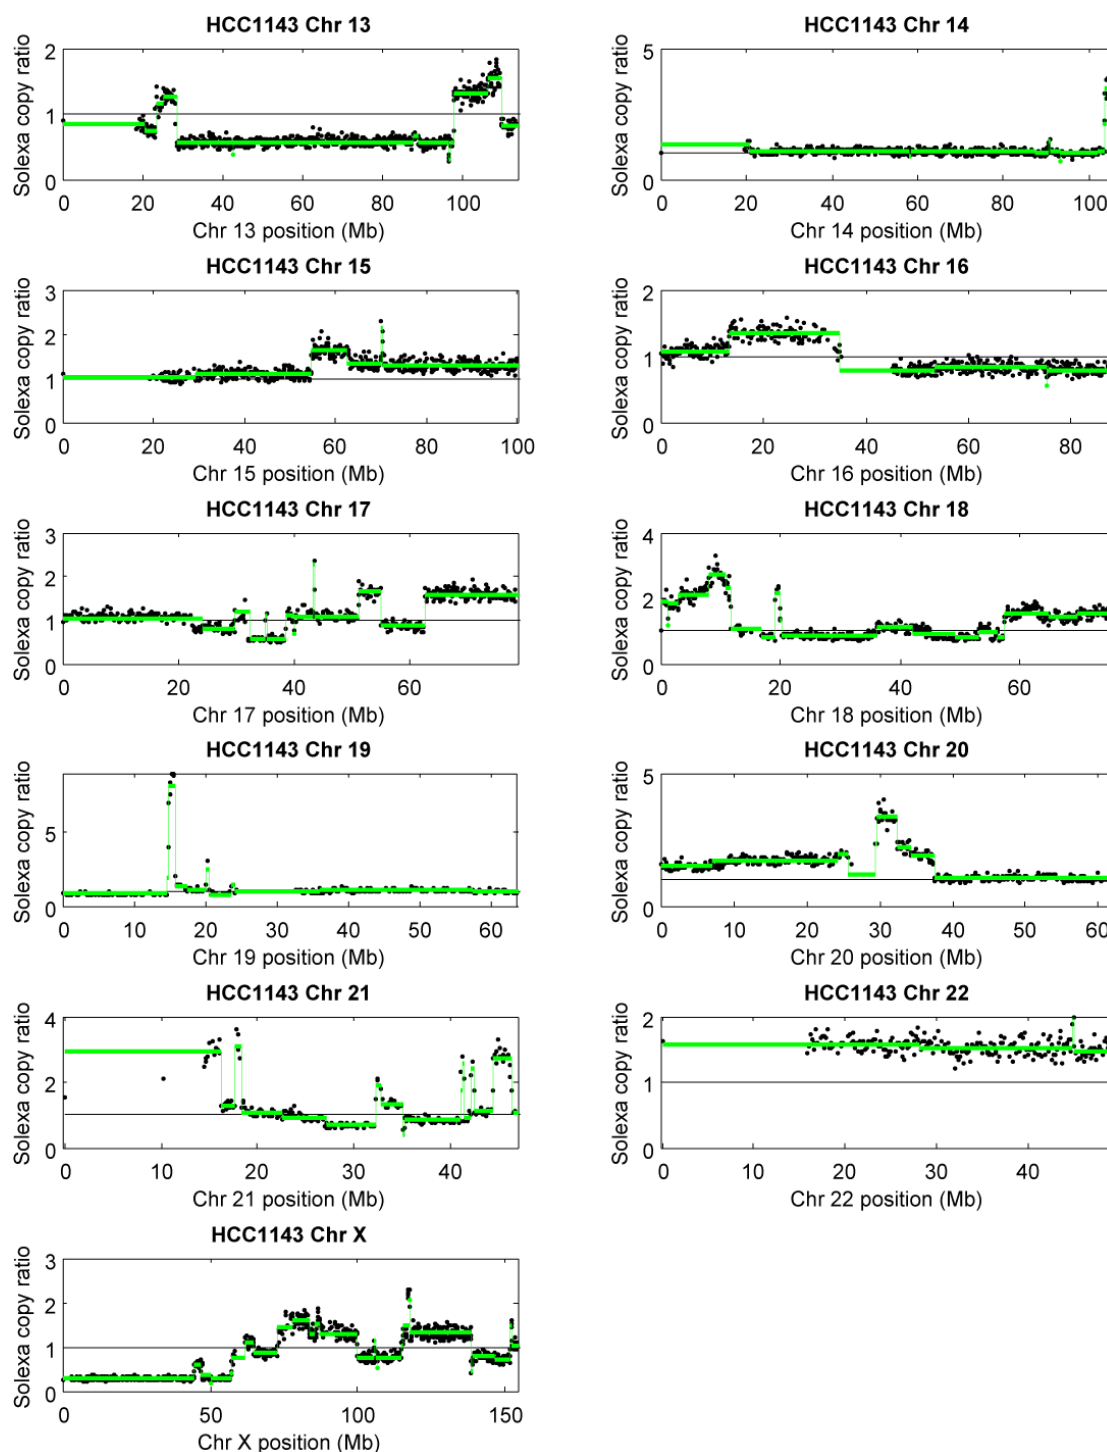 HCC1143 Chr 13
Solexa copy ratio
2
1
0
0 20 40 60 80 100
Chr 13 position (Mb)
HCC1143 Chr 14
Solexa copy ratio
5
0
0 20 40 60 80 100
Chr 14 position (Mb)
HCC1143 Chr 15
Solexa copy ratio
3
2
1
0
0 20 40 60 80 100
Chr 15 position (Mb)
HCC1143 Chr 16
Solexa copy ratio
2
1
0
0 20 40 60 80
Chr 16 position (Mb)
HCC1143 Chr 17
Solexa copy ratio
3
2
1
0
0 20 40 60
Chr 17 position (Mb)
HCC1143 Chr 18
Solexa copy ratio
4
2
0
0 20 40 60
Chr 18 position (Mb)
HCC1143 Chr 19
Solexa copy ratio
5
0
0 10 20 30 40 50 60
Chr 19 position (Mb)
HCC1143 Chr 20
Solexa copy ratio
5
0
0 10 20 30 40 50 60
Chr 20 position (Mb)
HCC1143 Chr 21
Solexa copy ratio
4
2
0
0 10 20 30 40
Chr 21 position (Mb)
HCC1143 Chr 22
Solexa copy ratio
2
1
0
0 10 20 30 40
Chr 22 position (Mb)
HCC1143 Chr X
Solexa copy ratio
3
2
1
0
0 50 100 150
Chr X position (Mb)